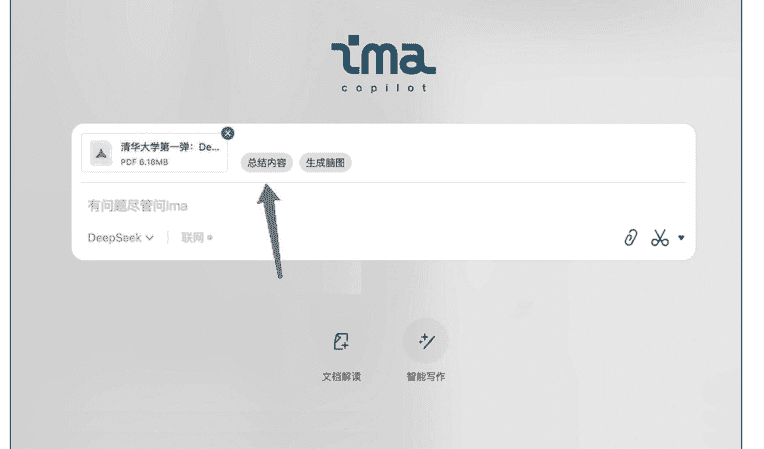 ima
copilot
清华大学第一弹：De...
PDF 6.18MB
总结内容
生成脑图
有问题尽管问ima
DeepSeek
联网
文档解读
智能写作